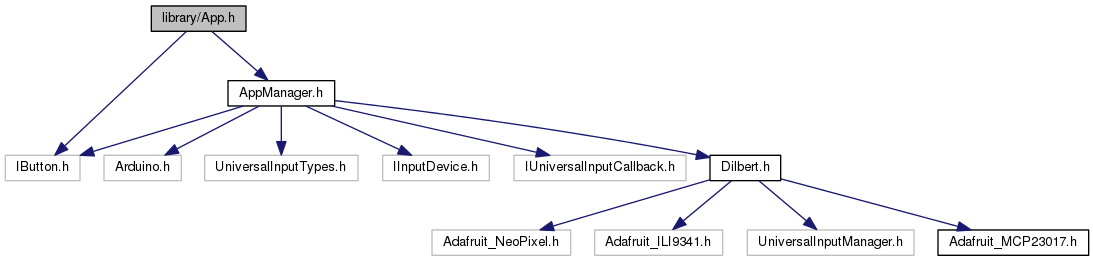 library/App.h
AppManager.h
IButton.h
Arduino.h
UniversalInputTypes.h
IInputDevice.h
IUniversalInputCallback.h
Dilbert.h
Adafruit_NeoPixel.h
Adafruit_ILI9341.h
UniversalInputManager.h
Adafruit_MCP23017.h